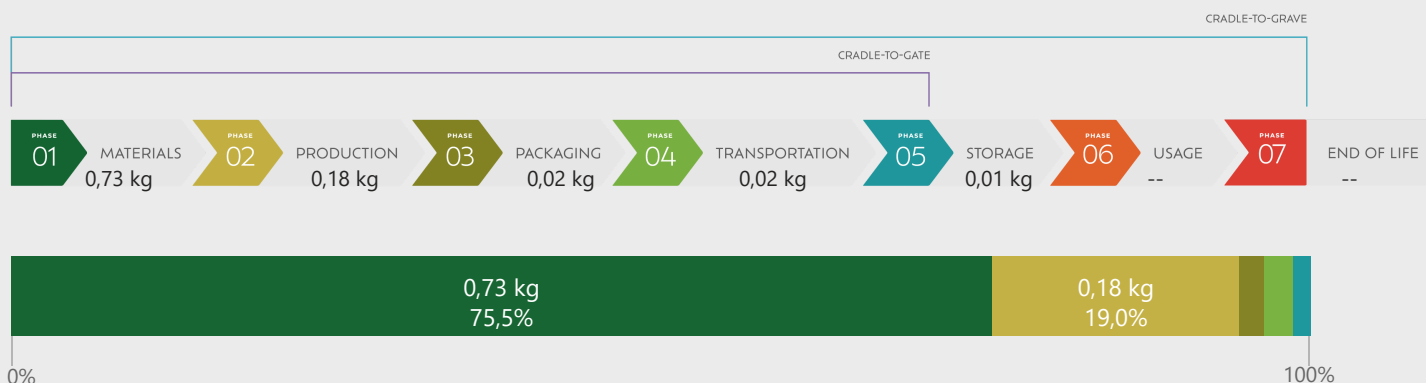 CRADLE-TO-GRAVE
CRADLE-TO-GATE
PHASE
01
MATERIALS
0,73 kg
PHASE
02
PRODUCTION
0,18 kg
PHASE
03
PACKAGING
0,02 kg
PHASE
04
TRANSPORTATION
0,02 kg
PHASE
05
STORAGE
0,01 kg
PHASE
06
USAGE
--
PHASE
07
END OF LIFE
--
0,73 kg
75,5%
0,18 kg
19,0%
0%
100%